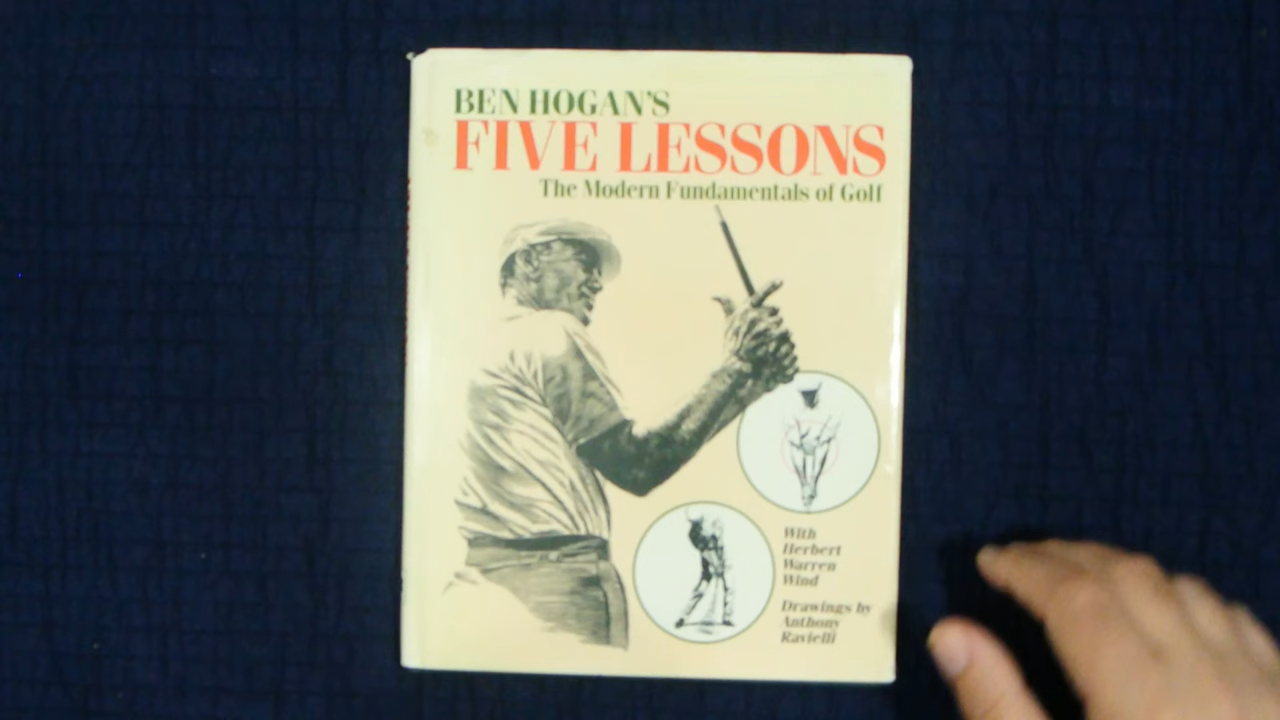 BEN HOGAN'S
FIVE LESSONS
The Modern Fundamentals of Golf
With
Herbert
Warren
Wind
Drawings by
Anthony
Ravielli